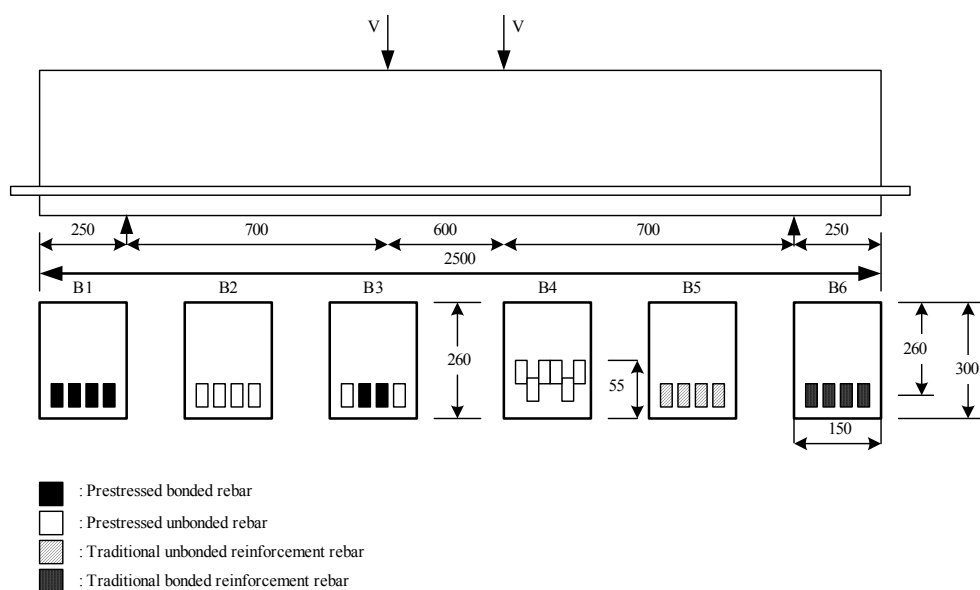 V V
250 700 600 700 250
2500
B1 B2 B3 B4 B5 B6
260 55 260 300
150
: Prestressed bonded rebar
: Prestressed unbonded rebar
: Traditional unbonded reinforcement rebar
: Traditional bonded reinforcement rebar